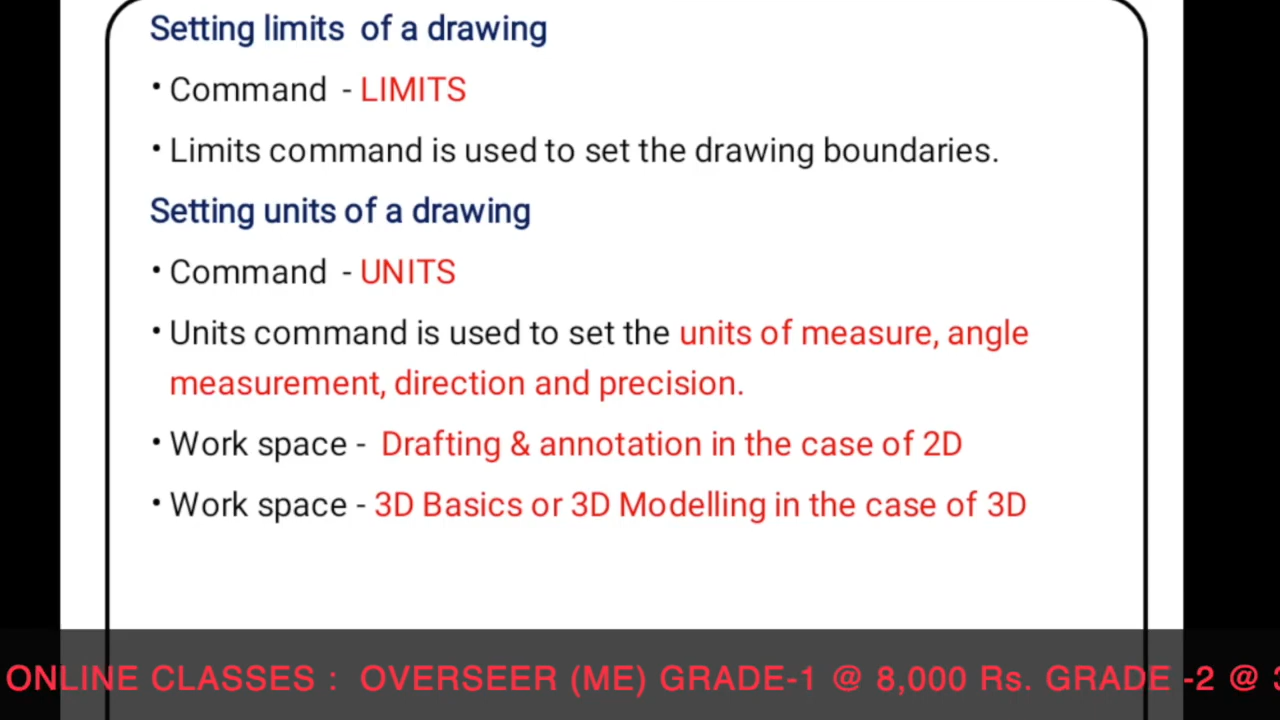 Setting limits of a drawing
• Command - LIMITS
• Limits command is used to set the drawing boundaries.
Setting units of a drawing
• Command - UNITS
• Units command is used to set the units of measure, angle
measurement, direction and precision.
• Work space - Drafting & annotation in the case of 2D
• Work space - 3D Basics or 3D Modelling in the case of 3D
ONLINE CLASSES : OVERSEER (ME) GRADE-1 @ 8,000 Rs. GRADE -2 @